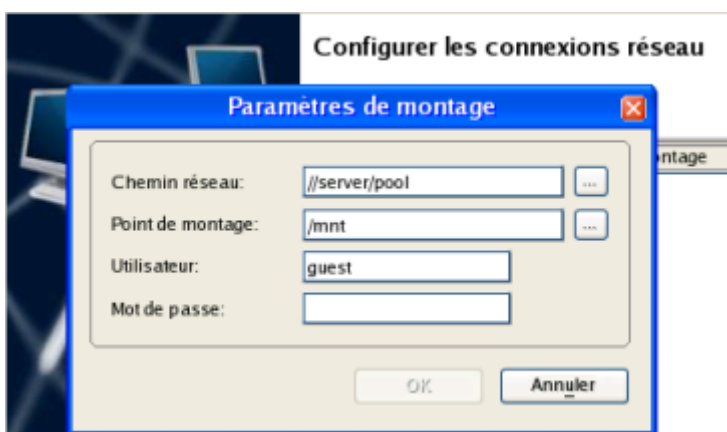 Configurer les connexions réseau
Paramètres de montage
ntage
Chemin réseau: //server/pool ...
Point de montage: /mnt ...
Utilisateur: guest
Mot de passe:
OK Annuler